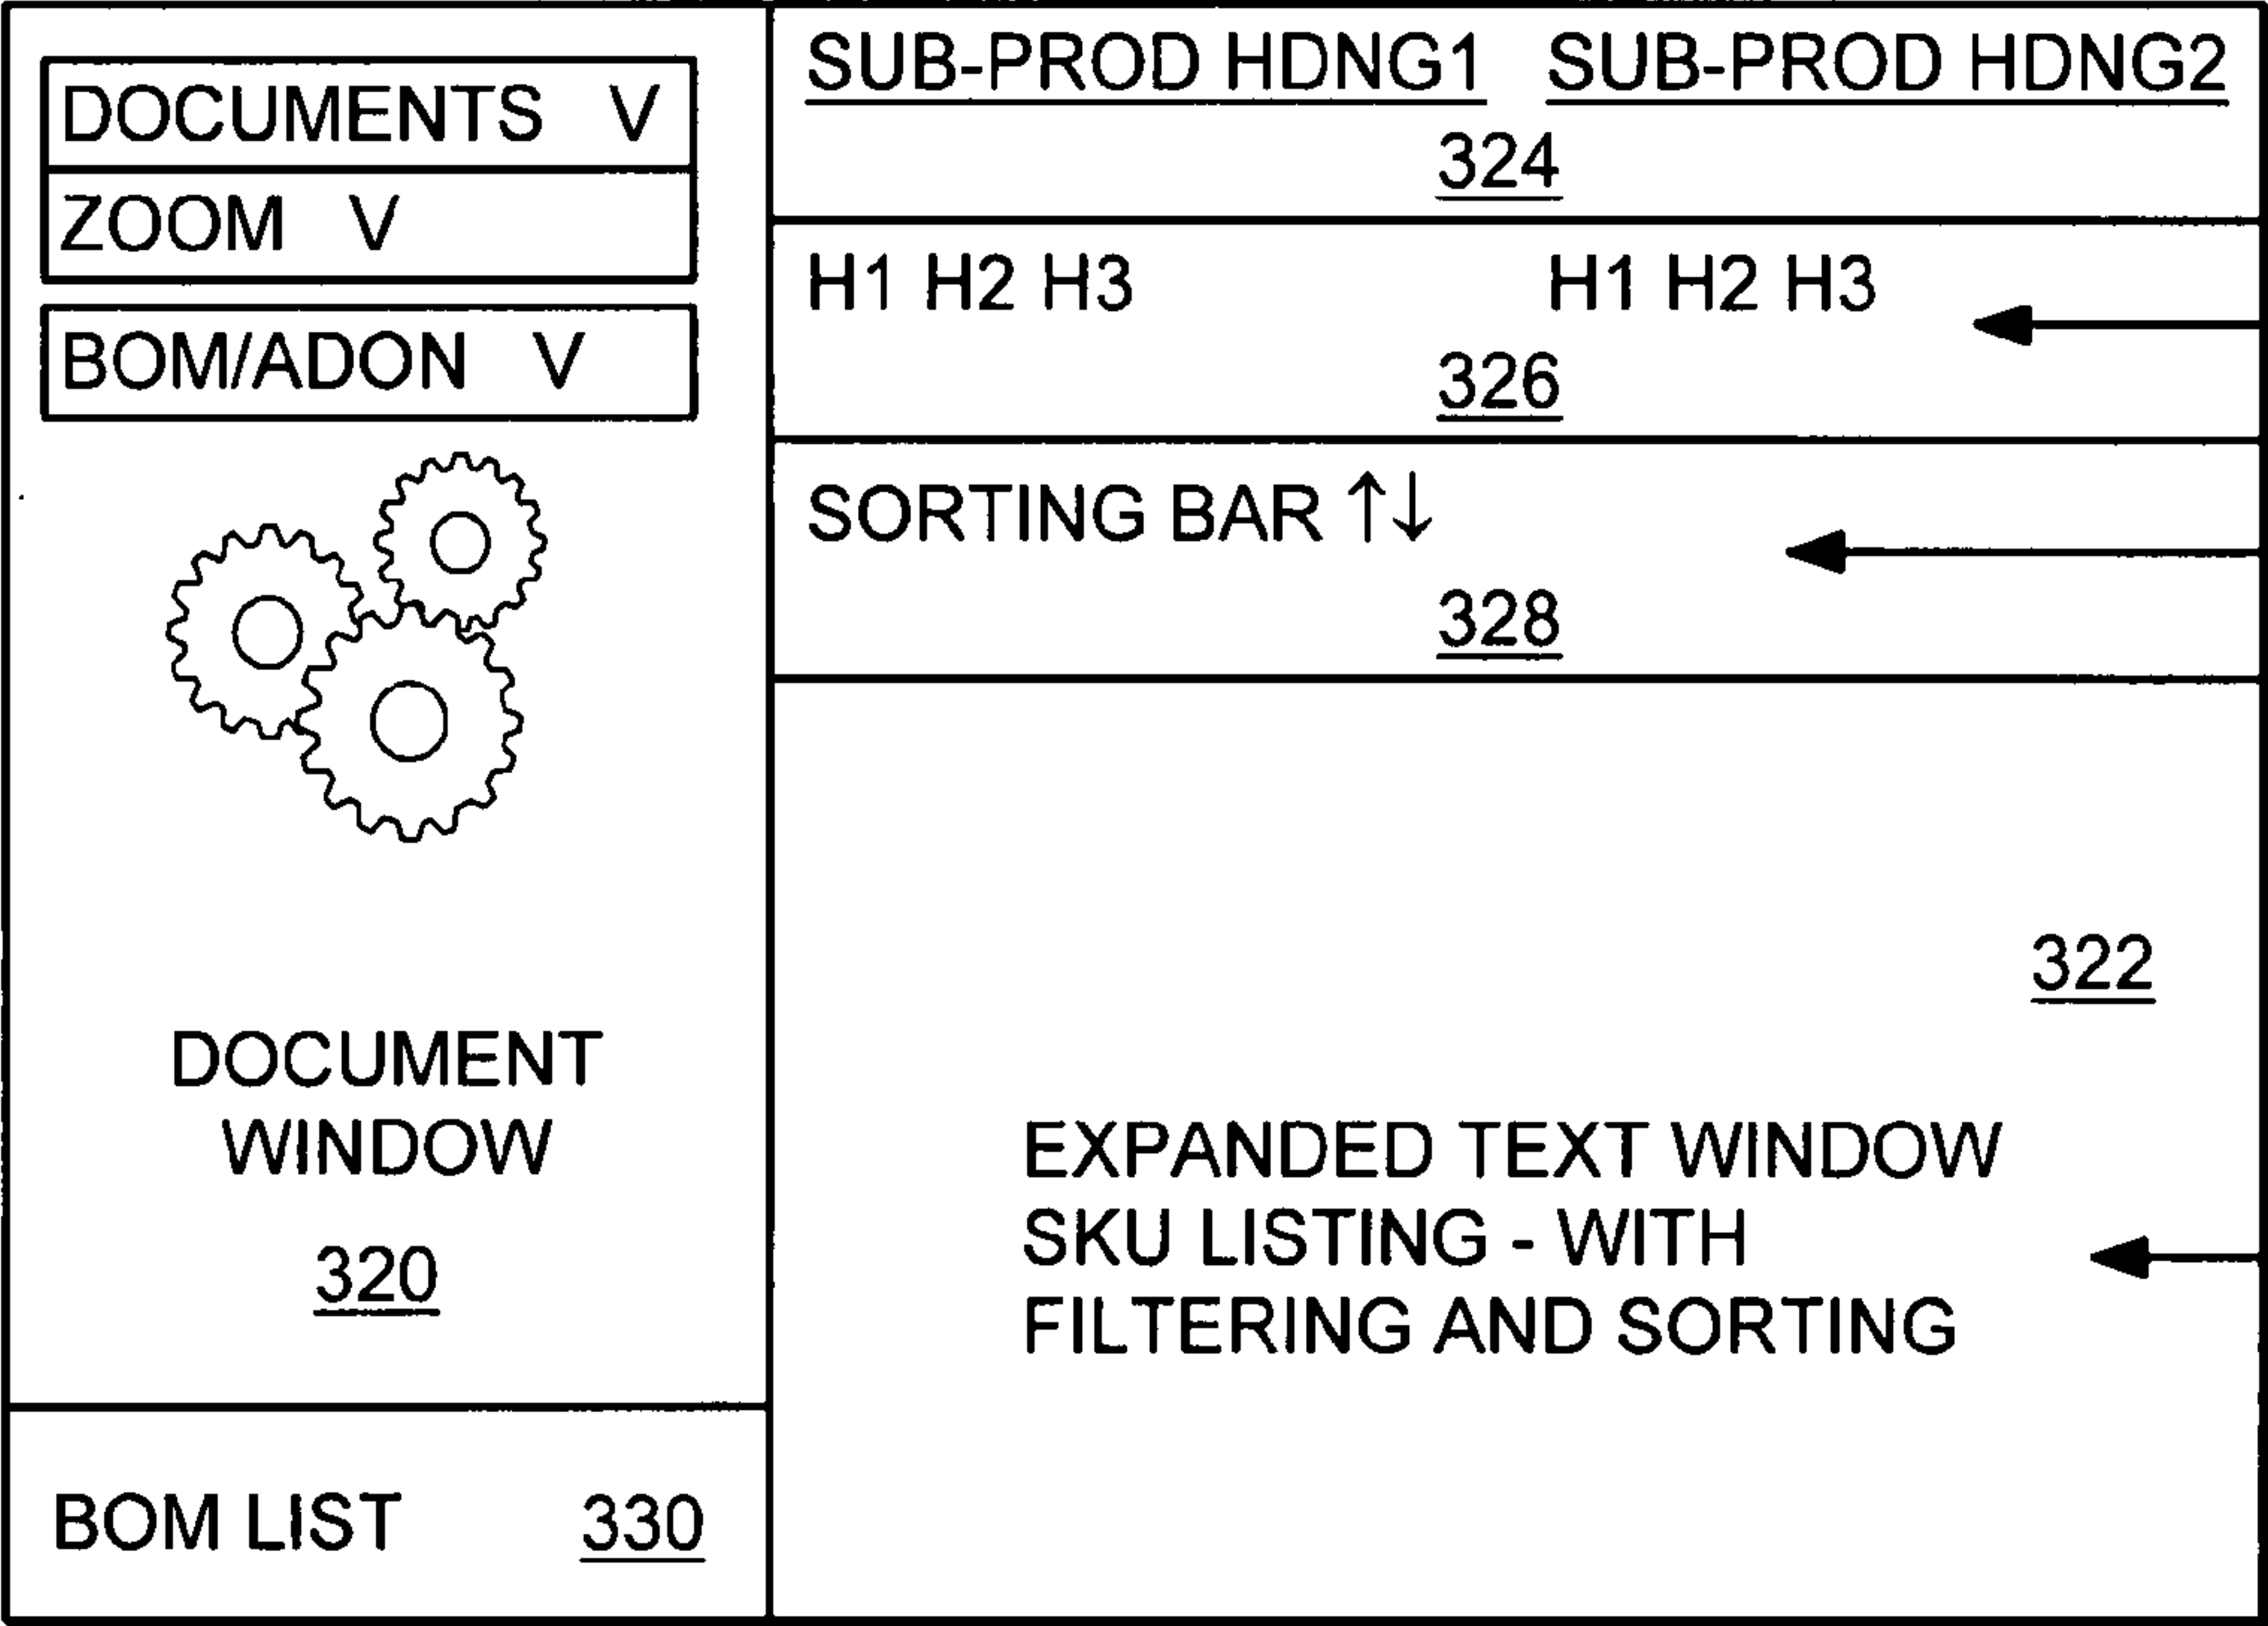 DOCUMENTS V
ZOOM V
BOM/ADON V
DOCUMENT
WINDOW
320
BOM LIST 330
SUB-PROD HDNG1 SUB-PROD HDNG2
324
H1 H2 H3 H1 H2 H3
326
SORTING BAR ↑↓
328
322
EXPANDED TEXT WINDOW
SKU LISTING - WITH
FILTERING AND SORTING